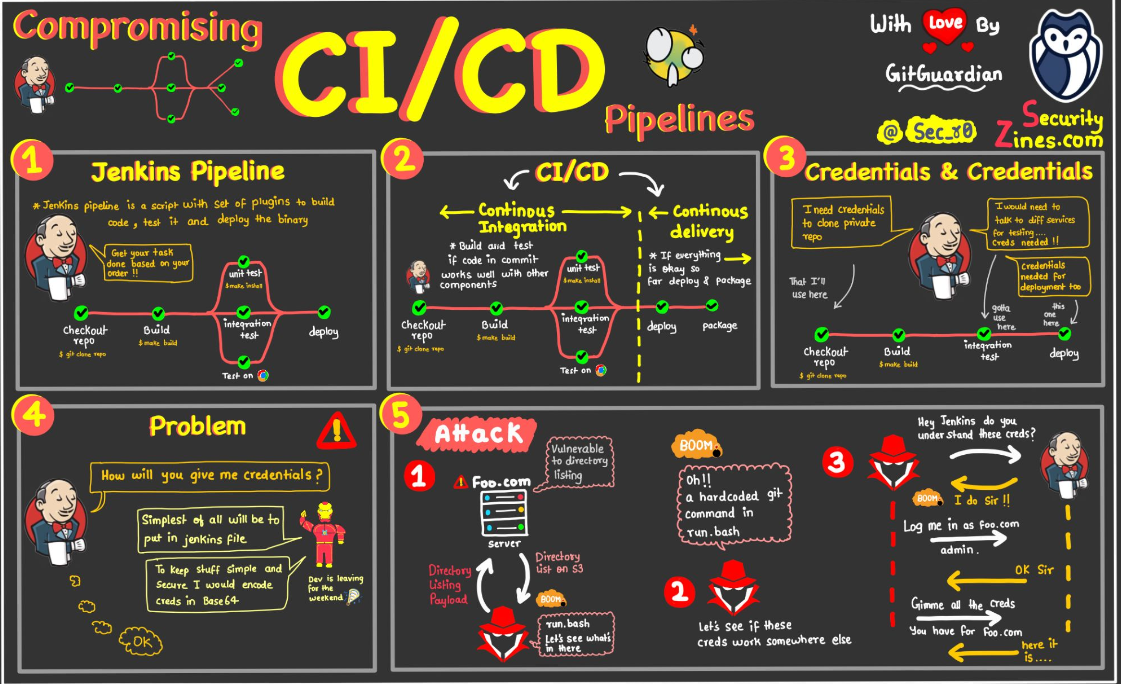 Compromising
CI/CD
Pipelines
With Love By
GitGuardian
@ Sec_r0
Security
Zines.com
1
Jenkins Pipeline
* Jenkins pipeline is a script with set of plugins to build
code , test it and deploy the binary
Get your task
done based on your
order !!
unit test
$ make install
Checkout
repo
$ git clone repo
Build
$ make build
integration
test
deploy
Test on
2
CI/CD
Continous
Integration
Continous
delivery
* Build and test
if code in commit
works well with other
components
* If everything
is okay so
far deploy & package
unit test
$ make install
Checkout
repo
$ git clone repo
Build
$ make build
integration
test
deploy
package
Test on
3
Credentials & Credentials
I need credentials
to clone private
repo
I would need to
talk to diff services
for testing....
Creds needed !!
Credentials
needed for
deployment too
That I'll
use here
gotta
use
here
this
one
here
Checkout
repo
$ git clone repo
Build
$ make build
integration
test
deploy
4
Problem
How will you give me credentials ?
Simplest of all will be to
put in jenkins file
To keep stuff simple and
secure I would encode
creds in Base64
Dev is leaving
for the
weekend
OK
5
Attack
1
Foo.com
server
Vulnerable
to directory
listing
Directory
Listing
Payload
Directory
list on S3
BOOM
run.bash
Let's see what's
in there
BOOM
Oh!!
a hardcoded git
command in
run.bash
2
Let's see if these
creds work somewhere else
3
Hey Jenkins do you
understand these creds?
BOOM
I do Sir !!
Log me in as foo.com
admin.
OK Sir
Gimme all the creds
You have for foo.com
here it
is....